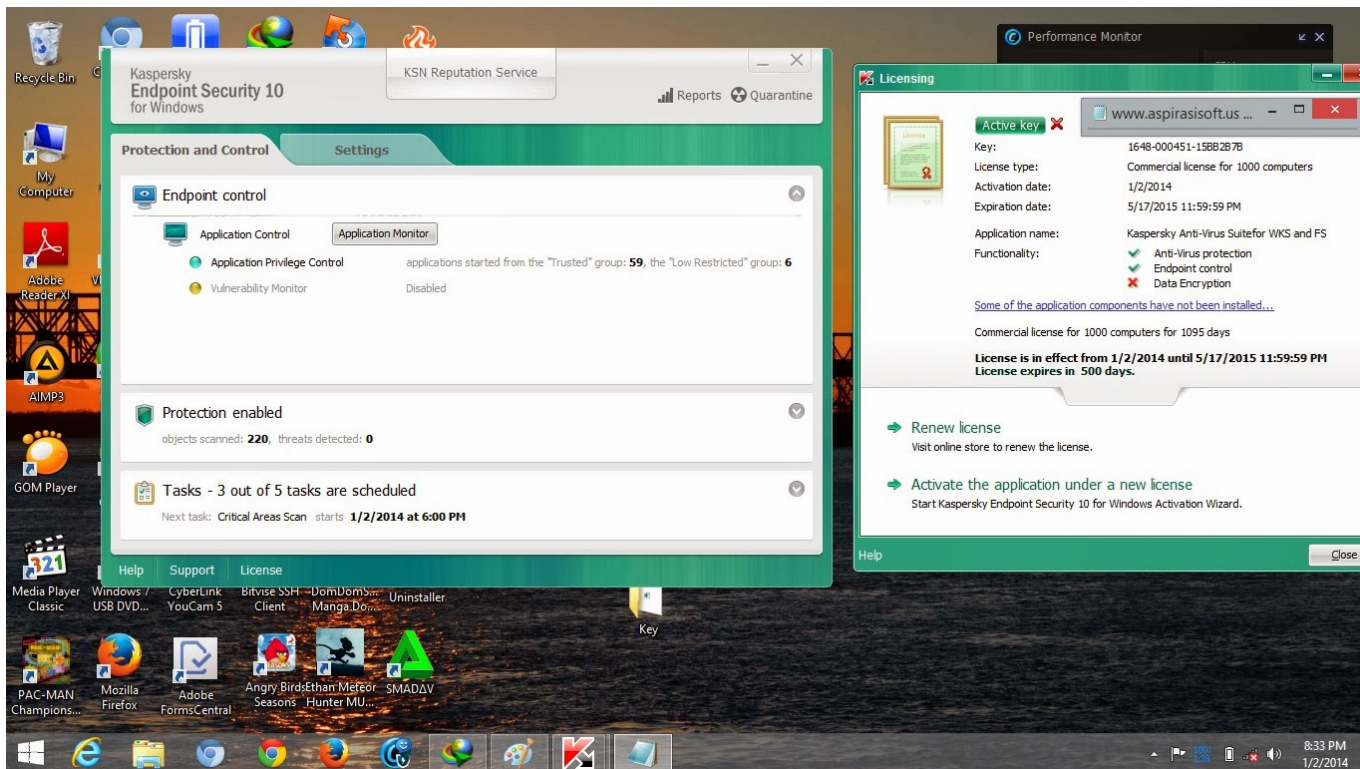 Recycle Bin
My
Computer
Adobe
Reader XI
AIMP3
GOM Player
Media Player
Classic
PAC-MAN
Champions...
Windows 7
USB DVD...
CyberLink
YouCam 5
Bitvise SSH
Client
DomDomS...
Manga Do...
Uninstaller
Mozilla
Firefox
Adobe
FormsCentral
Angry Birds
Seasons
Ethan Meteor
Hunter MU...
SMADΔV
Key
Kaspersky
Endpoint Security 10
for Windows
KSN Reputation Service
Reports
Quarantine
Protection and Control
Settings
Endpoint control
Application Control
Application Monitor
Application Privilege Control
applications started from the "Trusted" group: 59, the "Low Restricted" group: 6
Vulnerability Monitor
Disabled
Protection enabled
objects scanned: 220, threats detected: 0
Tasks - 3 out of 5 tasks are scheduled
Next task: Critical Areas Scan starts 1/2/2014 at 6:00 PM
Help
Support
License
Performance Monitor
Licensing
www.aspirasisoft.us ...
License
Active key
Key: 1648-000451-15BB2B7B
License type: Commercial license for 1000 computers
Activation date: 1/2/2014
Expiration date: 5/17/2015 11:59:59 PM
Application name: Kaspersky Anti-Virus Suitefor WKS and FS
Functionality: Anti-Virus protection
Endpoint control
Data Encryption
Some of the application components have not been installed...
Commercial license for 1000 computers for 1095 days
License is in effect from 1/2/2014 until 5/17/2015 11:59:59 PM
License expires in 500 days.
Renew license
Visit online store to renew the license.
Activate the application under a new license
Start Kaspersky Endpoint Security 10 for Windows Activation Wizard.
Help
Close
8:33 PM
1/2/2014